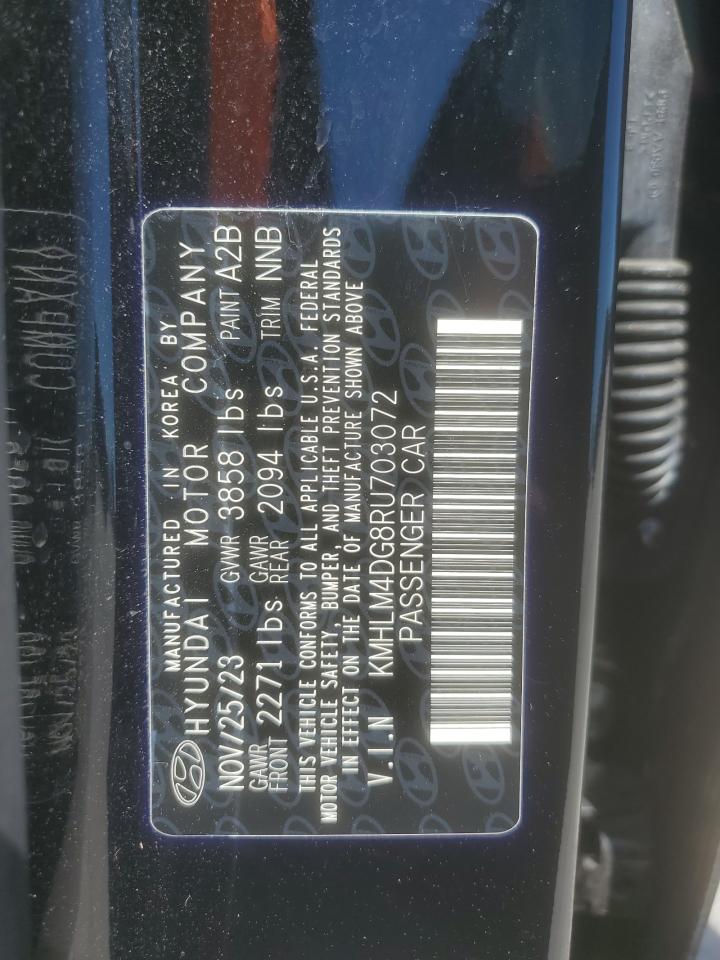 MANUFACTURED IN KOREA BY
HYUNDAI MOTOR COMPANY
NOV/25/23 GVWR 3858 lbs PAINT A2B
GAWR FRONT 2271 lbs GAWR REAR 2094 lbs TRIM NNB
THIS VEHICLE CONFORMS TO ALL APPLICABLE U.S.A. FEDERAL
MOTOR VEHICLE SAFETY, BUMPER, AND THEFT PREVENTION STANDARDS
IN EFFECT ON THE DATE OF MANUFACTURE SHOWN ABOVE
V.I.N KMHLM4DG8RU703072
PASSENGER CAR